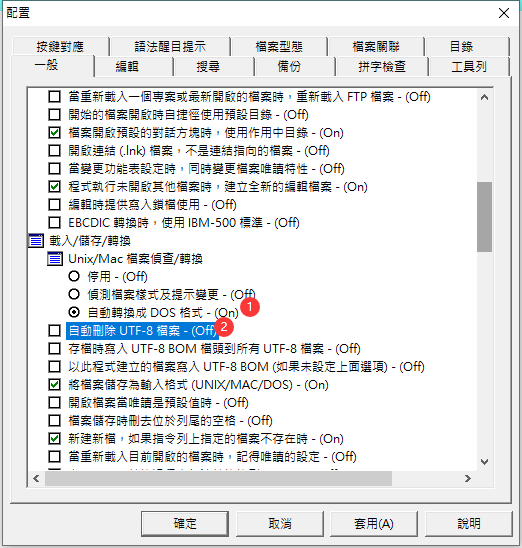 配置
按鍵對應
語法醒目提示
檔案型態
檔案關聯
目錄
一般
編輯
搜尋
備份
拼字檢查
工具列
當重新載入一個專案或最新開啟的檔案時，重新載入 FTP 檔案 - (Off)
開始的檔案開啟時自捷徑使用預設目錄 - (Off)
檔案開啟預設的對話方塊時，使用作用中目錄 - (On)
開啟連結 (.lnk) 檔案，不是連結指向的檔案 - (Off)
當變更功能表設定時，同時變更檔案唯讀特性 - (Off)
程式執行未開啟其他檔案時，建立全新的編輯檔案 - (On)
編輯時提供寫入鎖檔使用 - (Off)
EBCDIC 轉換時，使用 IBM-500 標準 - (Off)
載入/儲存/轉換
Unix/Mac 檔案偵查/轉換
停用 - (Off)
偵測檔案樣式及提示變更 - (Off)
自動轉換成 DOS 格式 - (On)
1
自動刪除 UTF-8 檔案 - (Off)
2
存檔時寫入 UTF-8 BOM 檔頭到所有 UTF-8 檔案 - (Off)
以此程式建立的檔案寫入 UTF-8 BOM (如果未設定上面選項) - (Off)
將檔案儲存為輸入格式 (UNIX/MAC/DOS) - (On)
開啟檔案當唯讀是預設值時 - (Off)
檔案儲存時刪去位於列尾的空格 - (Off)
新建新檔，如果指令列上指定的檔案不存在時 - (On)
當重新載入目前開啟的檔案時，記得唯讀的設定 - (Off)
確定
取消
套用(A)
說明